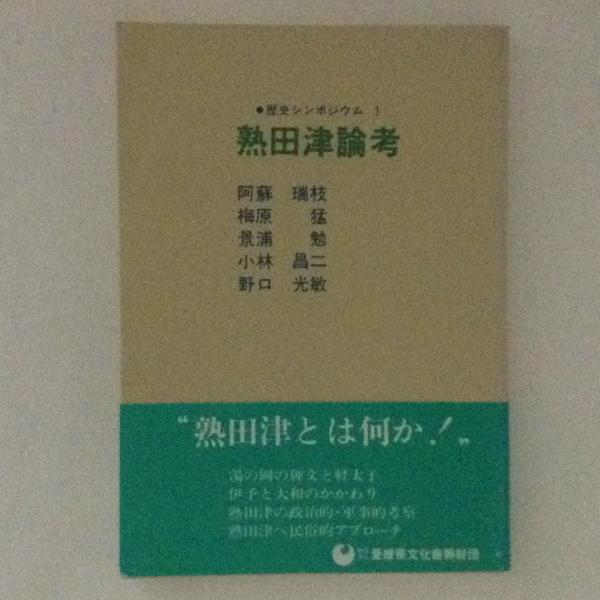 ●歴史シンポジウム 1
熟田津論考
阿蘇 瑞枝
梅原 猛
景浦 勉
小林 昌二
野口 光敏
“熟田津とは何か！„
湯の岡の碑文と軽太子
伊予と大和のかかわり
熟田津の政治的・軍事的考察
熟田津へ民俗的アプローチ
愛媛県文化振興財団